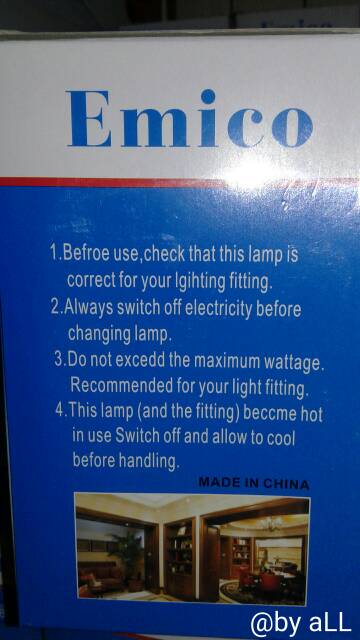 Emico
1.Befroe use,check that this lamp is
correct for your lgihting fitting.
2.Always switch off electricity before
changing lamp.
3.Do not excedd the maximum wattage.
Recommended for your light fitting.
4.This lamp (and the fitting) beccme hot
in use Switch off and allow to cool
before handling.
MADE IN CHINA
@by aLL